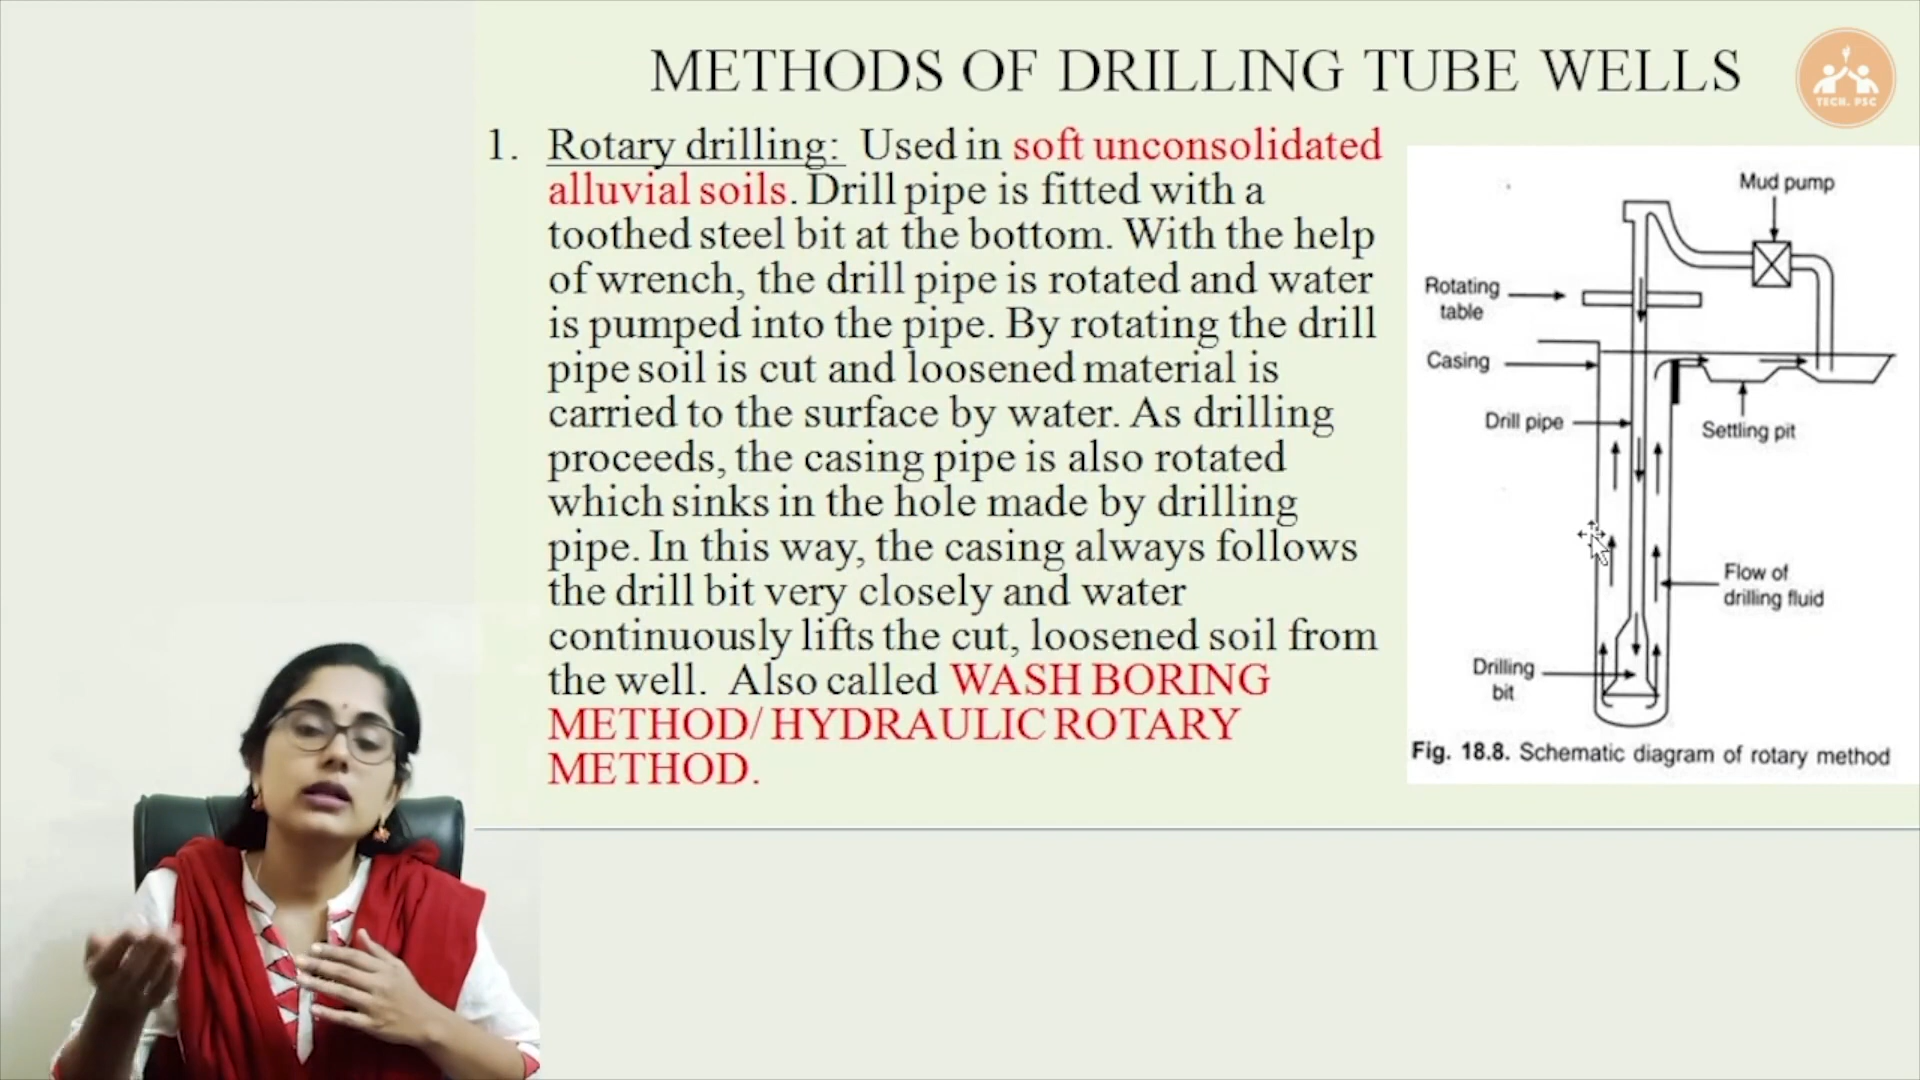 METHODS OF DRILLING TUBE WELLS
TECH. PSC
1. Rotary drilling: Used in soft unconsolidated
alluvial soils. Drill pipe is fitted with a
toothed steel bit at the bottom. With the help
of wrench, the drill pipe is rotated and water
is pumped into the pipe. By rotating the drill
pipe soil is cut and loosened material is
carried to the surface by water. As drilling
proceeds, the casing pipe is also rotated
which sinks in the hole made by drilling
pipe. In this way, the casing always follows
the drill bit very closely and water
continuously lifts the cut, loosened soil from
the well. Also called WASH BORING
METHOD/ HYDRAULIC ROTARY
METHOD.
Mud pump
Rotating
table
Casing
Drill pipe
Settling pit
Flow of
drilling fluid
Drilling
bit
Fig. 18.8. Schematic diagram of rotary method